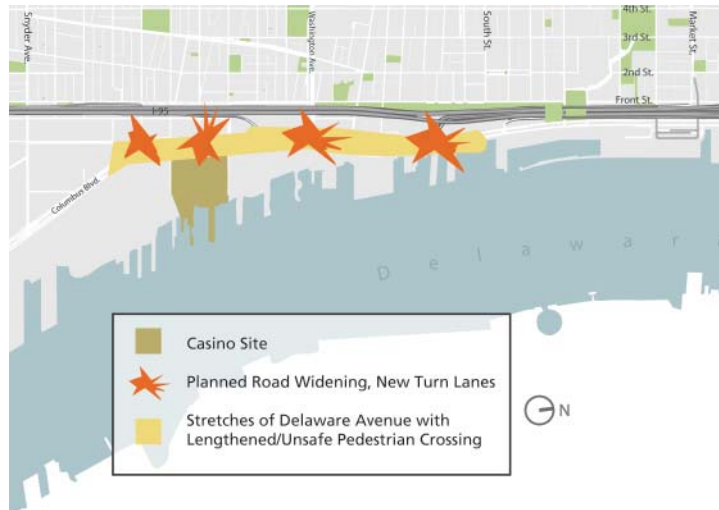 Snyder Ave.
Washington Ave.
South St.
4th St.
3rd St.
Market St.
2nd St.
Front St.
I-95
Columbus Blvd.
D e l a w a r
Casino Site
Planned Road Widening, New Turn Lanes
Stretches of Delaware Avenue with
Lengthened/Unsafe Pedestrian Crossing
N